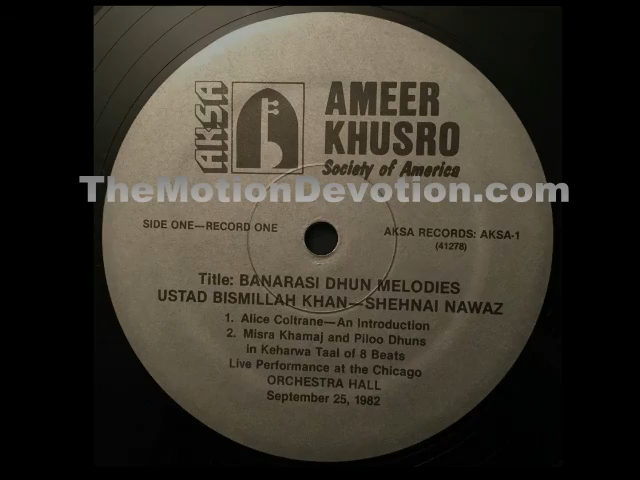 AKSA
AMEER
KHUSRO
Society of America
TheMotionDevotion.com
SIDE ONE—RECORD ONE
AKSA RECORDS: AKSA-1
(41278)
Title: BANARASI DHUN MELODIES
USTAD BISMILLAH KHAN—SHEHNAI NAWAZ
1. Alice Coltrane—An Introduction
2. Misra Khamaj and Piloo Dhuns
in Keharwa Taal of 8 Beats
Live Performance at the Chicago
ORCHESTRA HALL
September 25, 1982